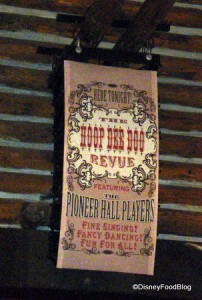 HERE TONIGHT
THE
HOOP DEE DOO
REVUE
FEATURING
THE
PIONEER HALL PLAYERS
FINE SINGING!
FANCY DANCING!
FUN FOR ALL!
©DisneyFoodBlog